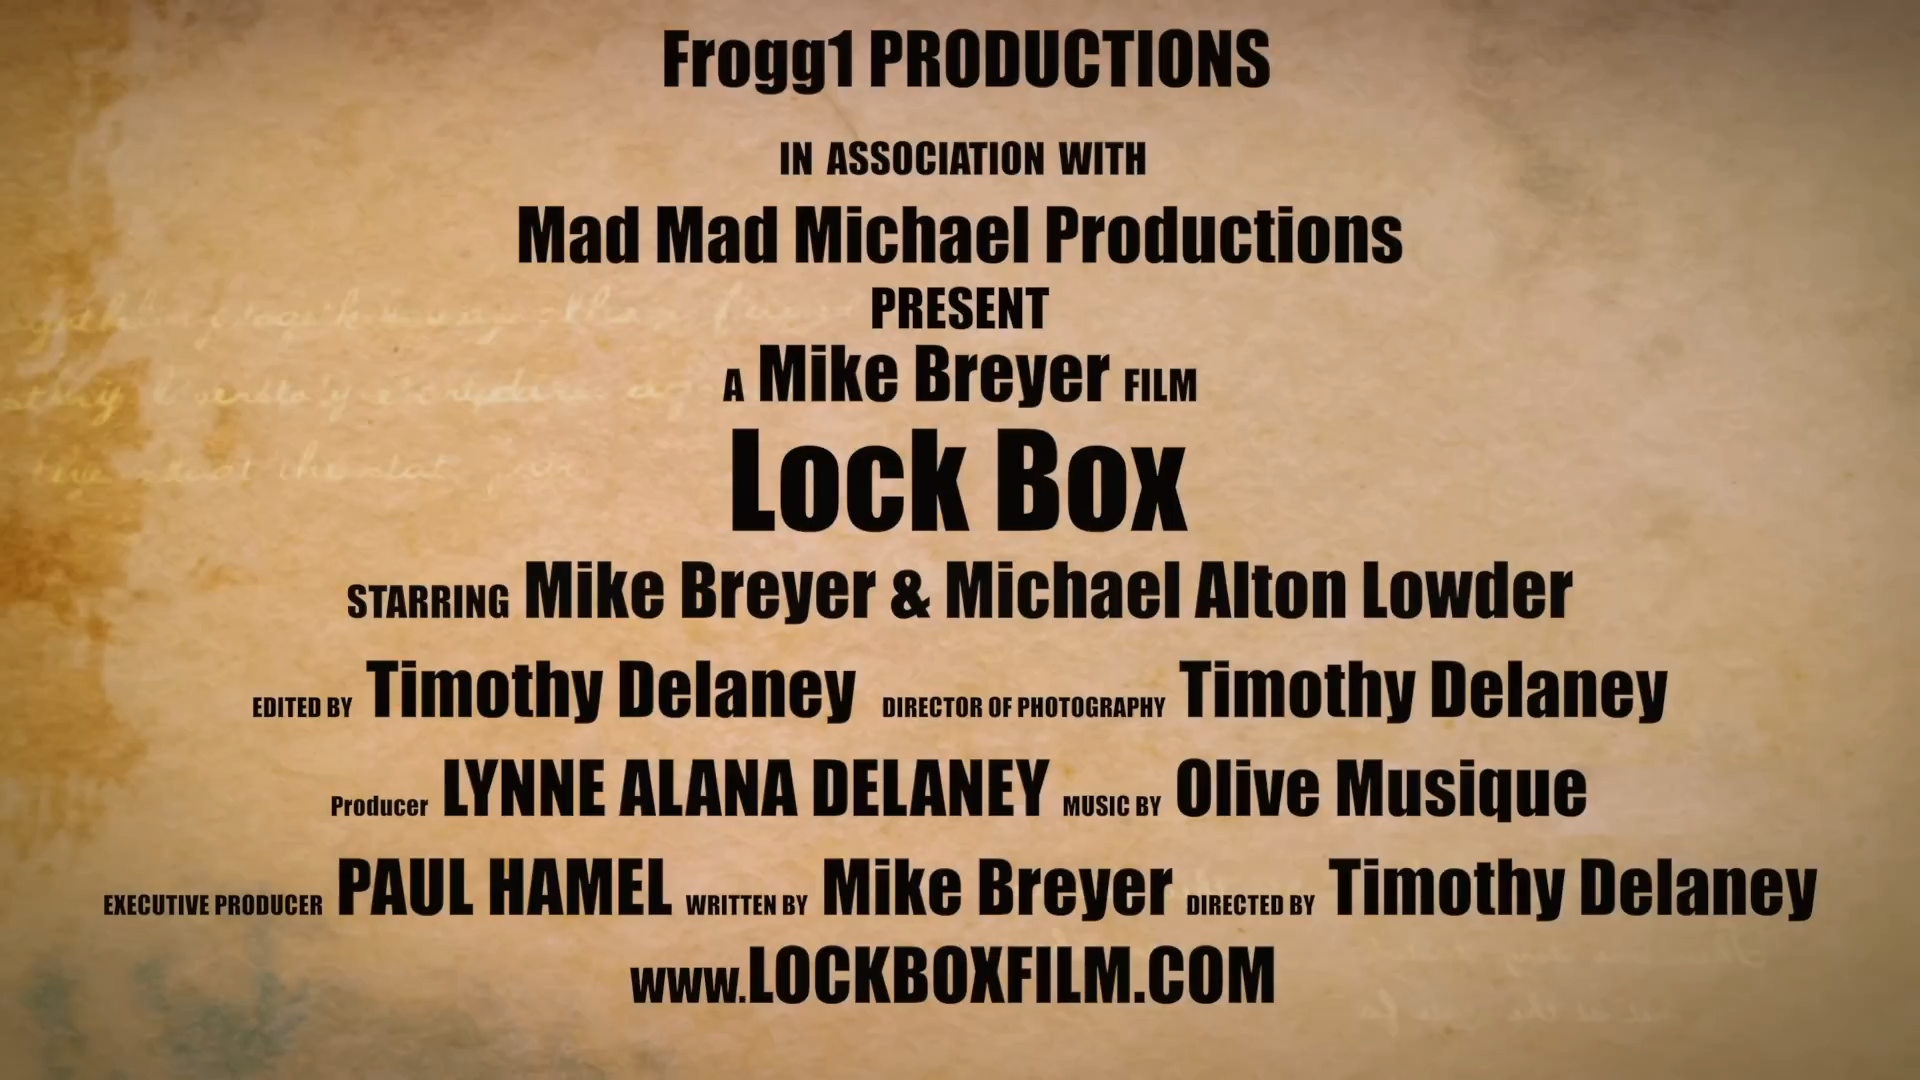 Frogg1 PRODUCTIONS
IN ASSOCIATION WITH
Mad Mad Michael Productions
PRESENT
A Mike Breyer FILM
Lock Box
STARRING Mike Breyer & Michael Alton Lowder
EDITED BY Timothy Delaney DIRECTOR OF PHOTOGRAPHY Timothy Delaney
Producer LYNNE ALANA DELANEY MUSIC BY Olive Musique
EXECUTIVE PRODUCER PAUL HAMEL WRITTEN BY Mike Breyer DIRECTED BY Timothy Delaney
www.LOCKBOXFILM.COM